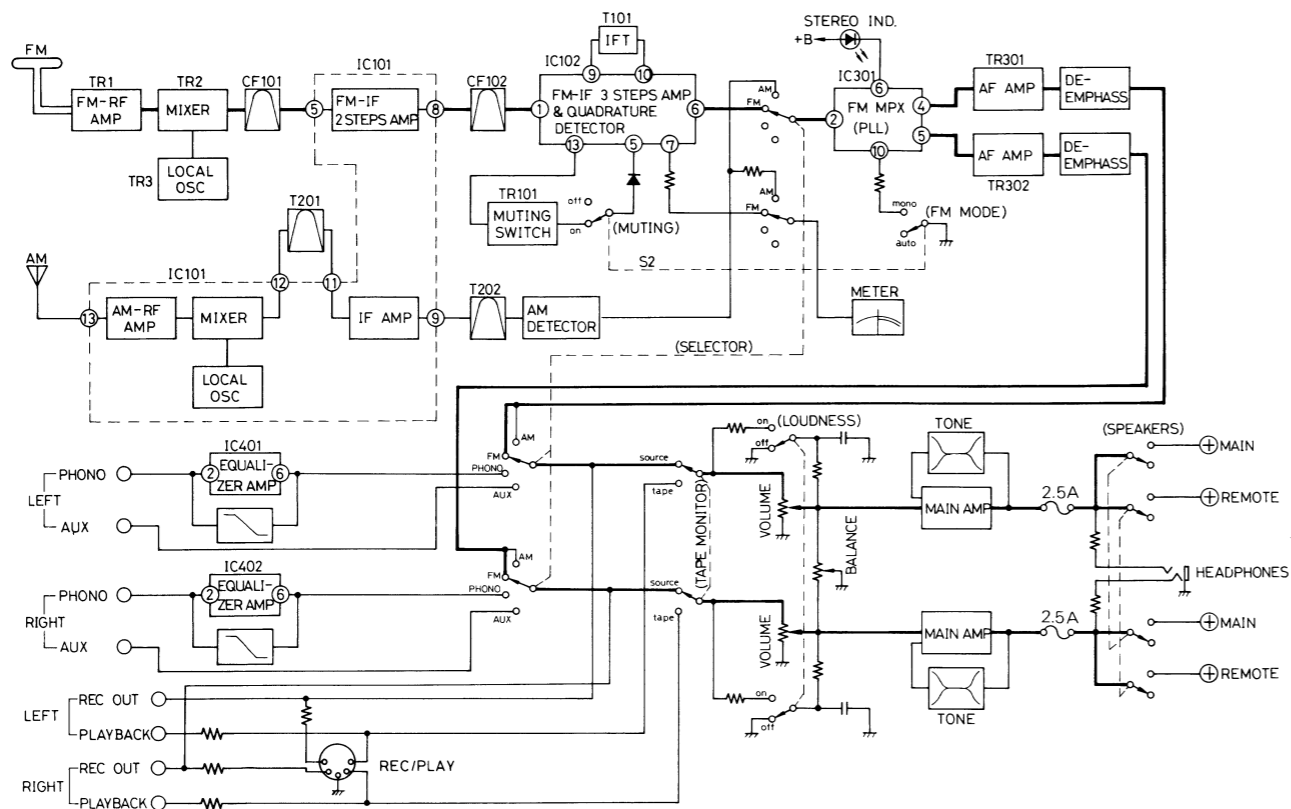 T101
STEREO IND.
IFT
+B
FM
IC102
TR301
TR1
TR2
CF101
IC101
CF102
9
10
AM
IC301
6
AF AMP
DE-
EMPHASS
FM-RF
AMP
MIXER
5
FM-IF
2 STEPS AMP
8
1
FM-IF 3 STEPS AMP
& QUADRATURE
DETECTOR
6
FM
2
FM MPX
(PLL)
4
5
13
5
7
10
AF AMP
DE-
EMPHASS
TR3
LOCAL
OSC
TR302
T201
TR101
off
AM
MUTING
SWITCH
on
(MUTING)
FM
mono
(FM MODE)
auto
AM
IC101
12
11
S2
T202
METER
13
AM-RF
AMP
MIXER
IF AMP
9
AM
DETECTOR
(SELECTOR)
LOCAL
OSC
IC401
AM
on
(LOUDNESS)
TONE
(SPEAKERS)
off
PHONO
2
EQUALI-
ZER AMP
6
FM
PHONO
source
MAIN
LEFT
AUX
tape
2.5A
REMOTE
AUX
(TAPE MONITOR)
VOLUME
MAIN AMP
BALANCE
AM
IC402
FM
source
HEADPHONES
PHONO
2
EQUALI-
ZER AMP
6
PHONO
RIGHT
AUX
tape
2.5A
MAIN
AUX
VOLUME
MAIN AMP
REMOTE
REC OUT
on
LEFT
off
TONE
PLAYBACK
REC OUT
REC/PLAY
RIGHT
PLAYBACK